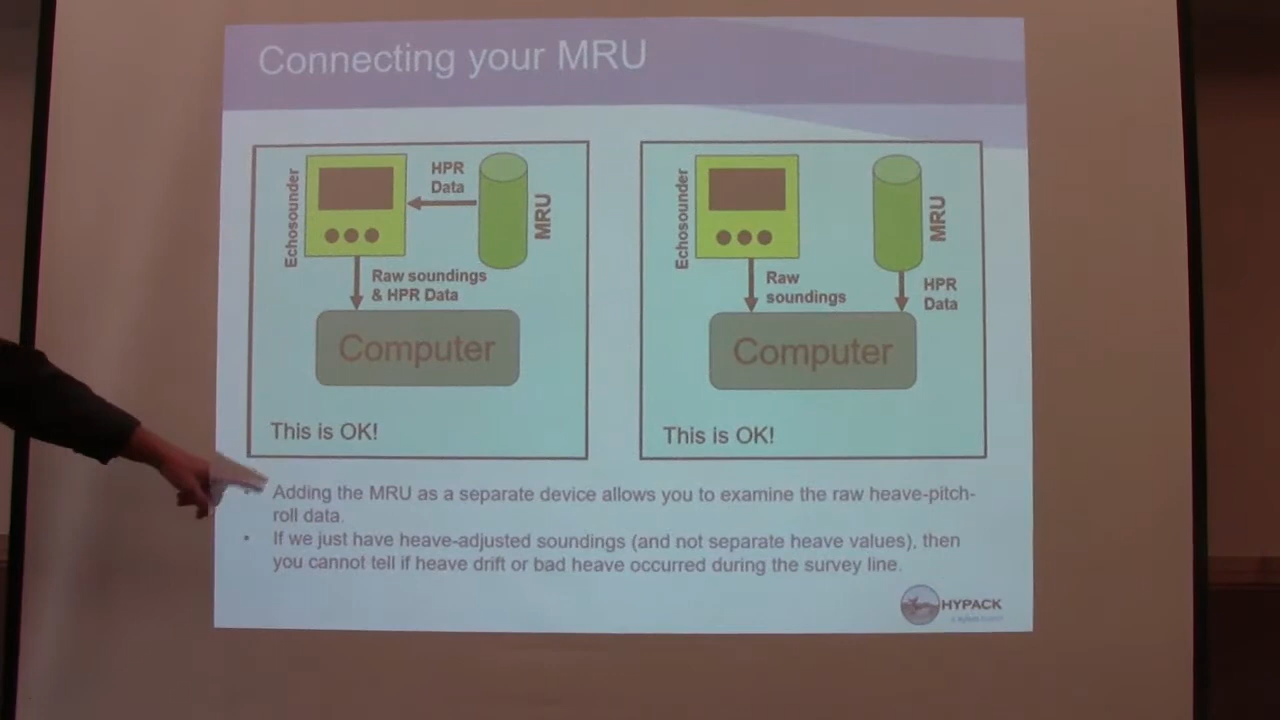 Connecting your MRU
Echosounder
HPR
Data
MRU
Raw soundings
& HPR Data
Computer
This is OK!
Echosounder
MRU
Raw
soundings
HPR
Data
Computer
This is OK!
Adding the MRU as a separate device allows you to examine the raw heave-pitch-
roll data.
• If we just have heave-adjusted soundings (and not separate heave values), then
you cannot tell if heave drift or bad heave occurred during the survey line.
HYPACK